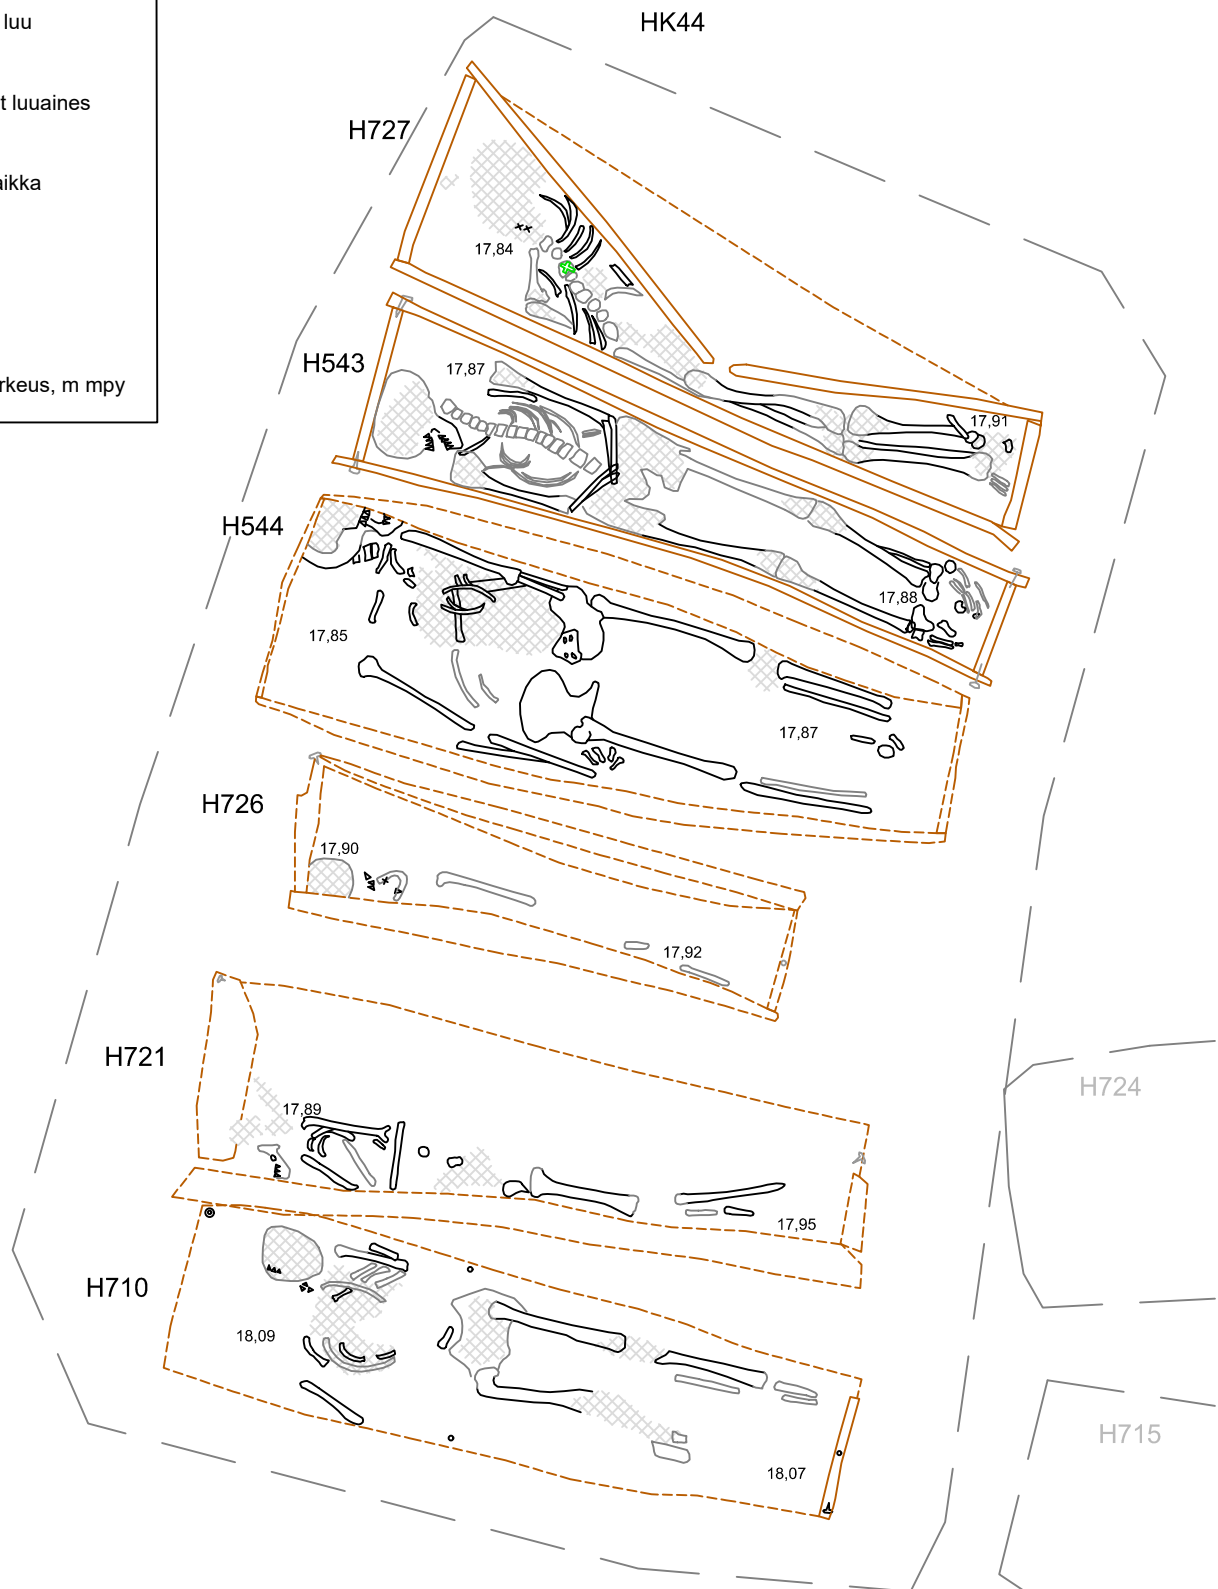 luu
t luuaines
aikka
rkeus, m mpy
HK44
H727
17,84
H543
17,87
17,91
H544
17,88
17,85
17,87
H726
17,90
17,92
H721
H724
17,89
17,95
H710
18,09
H715
18,07